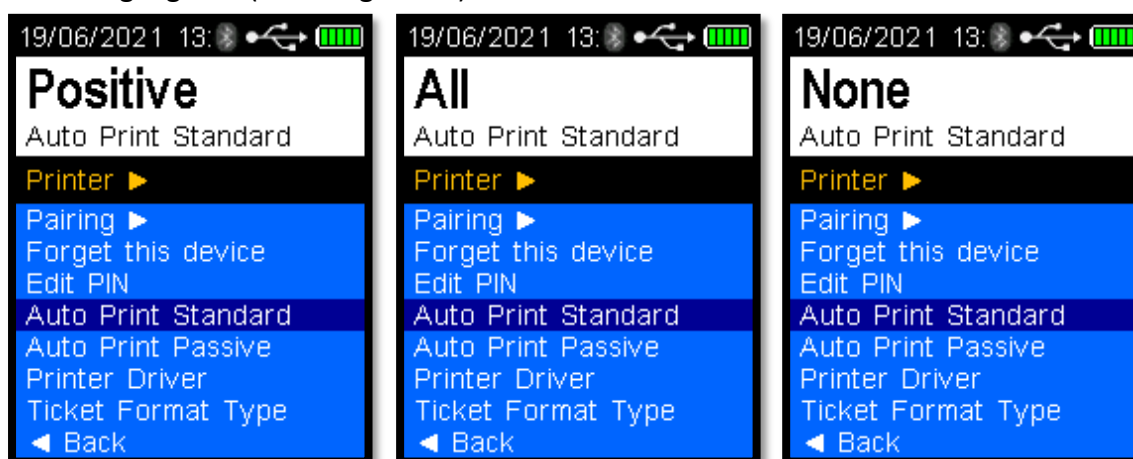 19/06/2021 13:
Positive
Auto Print Standard
Printer ▶
Pairing ▶
Forget this device
Edit PIN
Auto Print Standard
Auto Print Passive
Printer Driver
Ticket Format Type
◀ Back
19/06/2021 13:
All
Auto Print Standard
Printer ▶
Pairing ▶
Forget this device
Edit PIN
Auto Print Standard
Auto Print Passive
Printer Driver
Ticket Format Type
◀ Back
19/06/2021 13:
None
Auto Print Standard
Printer ▶
Pairing ▶
Forget this device
Edit PIN
Auto Print Standard
Auto Print Passive
Printer Driver
Ticket Format Type
◀ Back